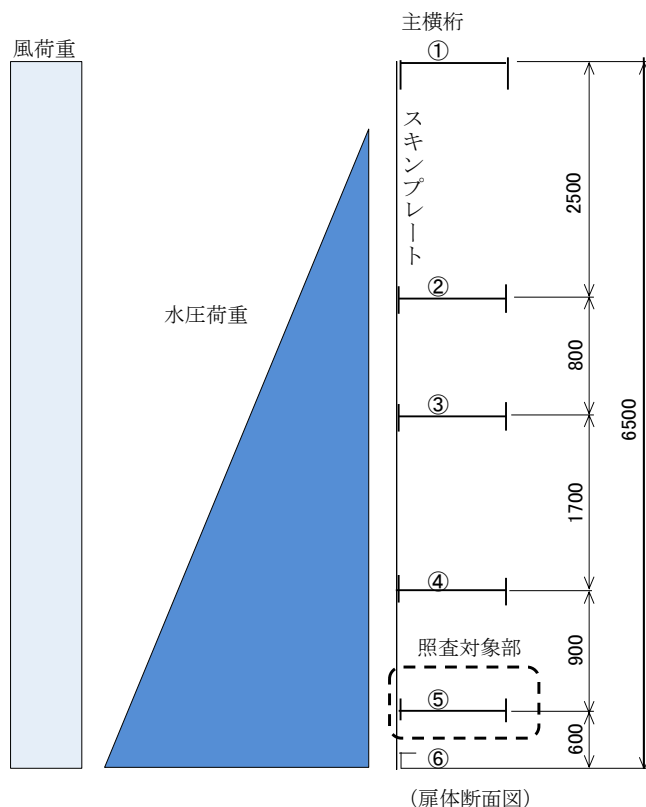 主横桁
風荷重
①
スキンプレート
2500
水圧荷重
②
800
③
6500
1700
④
照査対象部
900
⑤
600
⑥
(扉体断面図)